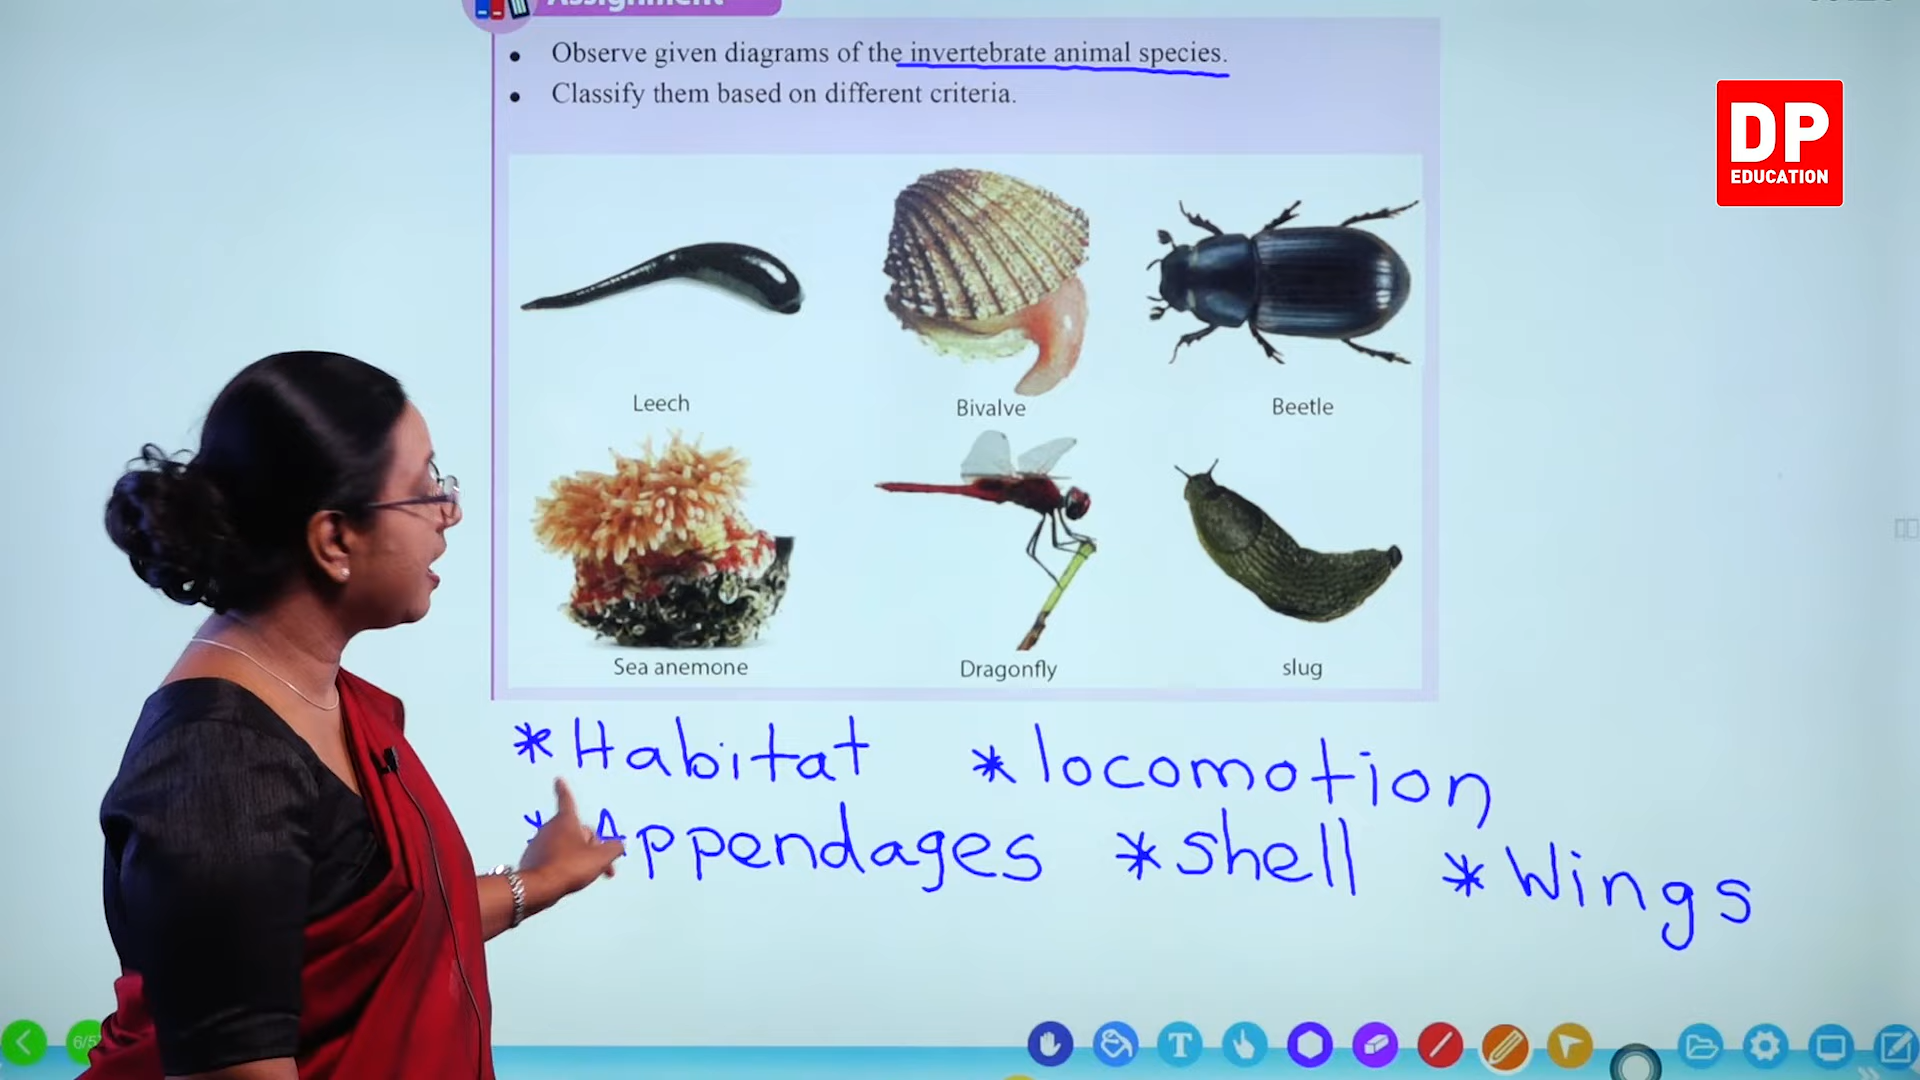 Assignment
• Observe given diagrams of the invertebrate animal species.
• Classify them based on different criteria.
DP
EDUCATION
Leech
Bivalve
Beetle
Sea anemone
Dragonfly
slug
*Habitat *locomotion
*Appendages *shell *Wings
T